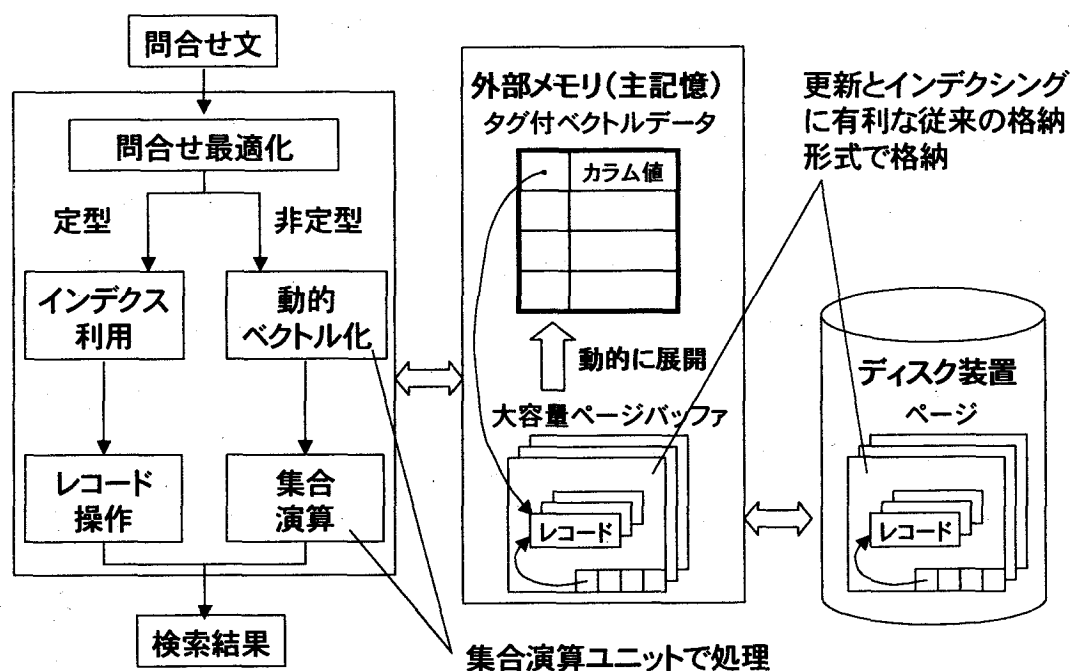 問合せ文
問合せ最適化
定型
非定型
インデクス
利用
動的
ベクトル化
レコード
操作
集合
演算
検索結果
外部メモリ(主記憶)
タグ付ベクトルデータ
カラム値
動的に展開
大容量ページバッファ
レコード
集合演算ユニットで処理
更新とインデクシング
に有利な従来の格納
形式で格納
ディスク装置
ページ
レコード